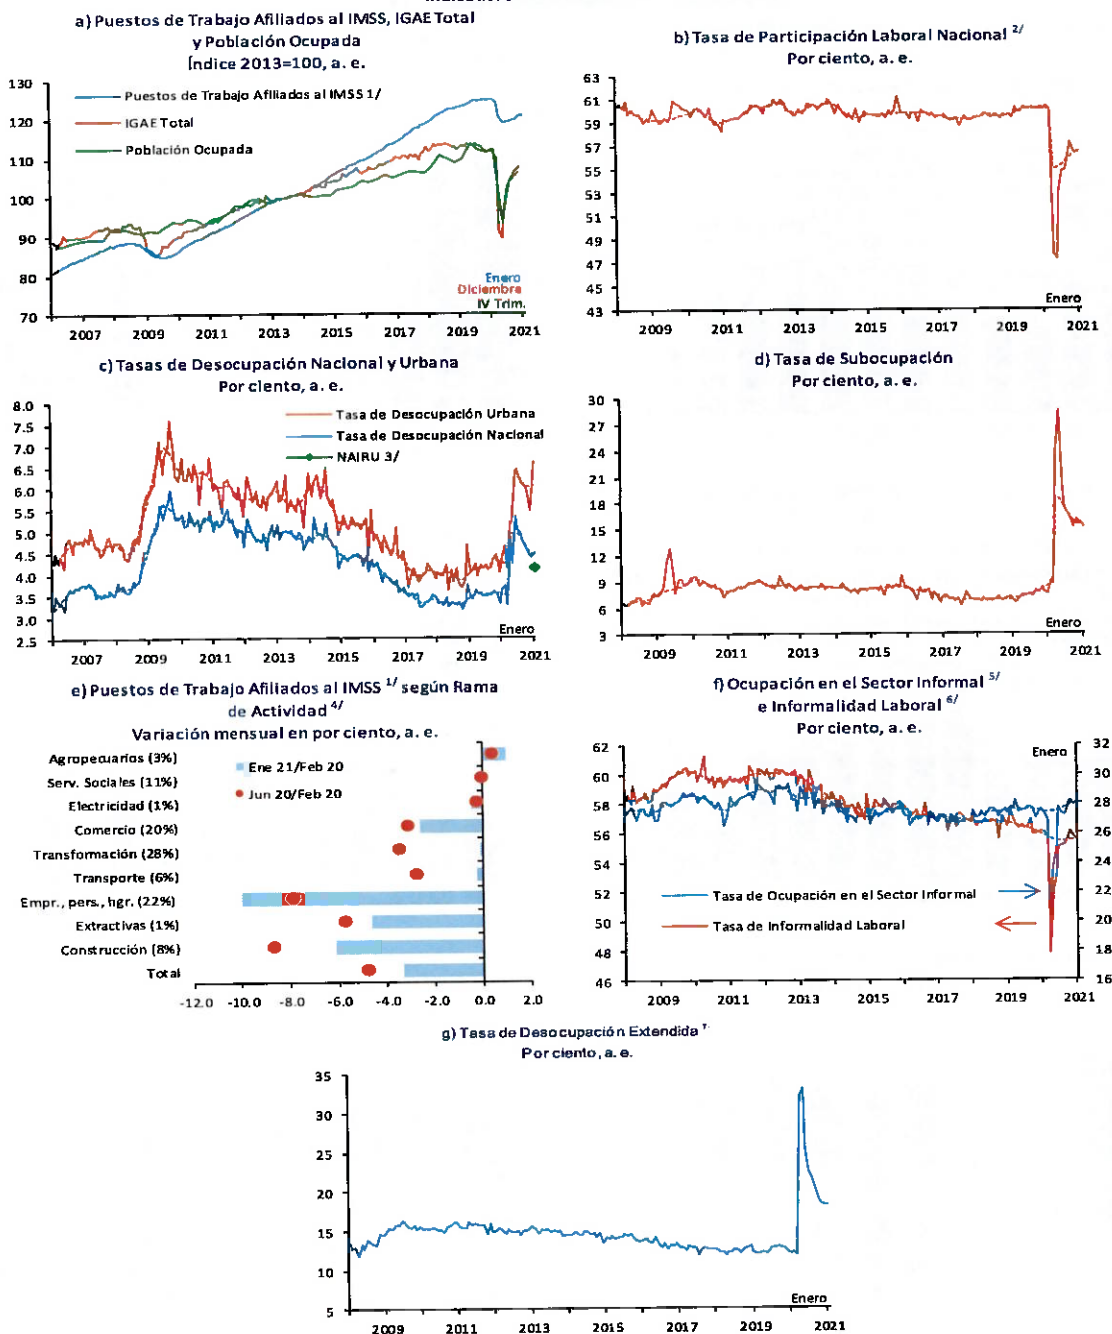 a) Puestos de Trabajo Afiliados al IMSS, IGAE Total
y Población Ocupada
Índice 2013=100, a. e.
130
120
110
100
90
80
70
Puestos de Trabajo Afiliados al IMSS 1/
IGAE Total
Población Ocupada
Enero
Diciembre
IV Trim.
2007 2009 2011 2013 2015 2017 2019 2021
b) Tasa de Participación Laboral Nacional 2/
Por ciento, a. e.
63
61
59
57
55
53
51
49
47
45
43
Enero
2009 2011 2013 2015 2017 2019 2021
c) Tasas de Desocupación Nacional y Urbana
Por ciento, a. e.
8.0
7.5
7.0
6.5
6.0
5.5
5.0
4.5
4.0
3.5
3.0
2.5
Tasa de Desocupación Urbana
Tasa de Desocupación Nacional
NAIRU 3/
Enero
2007 2009 2011 2013 2015 2017 2019 2021
d) Tasa de Subocupación
Por ciento, a. e.
30
27
24
21
18
15
12
9
6
3
Enero
2009 2011 2013 2015 2017 2019 2021
e) Puestos de Trabajo Afiliados al IMSS 1/ según Rama
de Actividad 4/
Variación mensual en por ciento, a. e.
Agropecuarios (3%)
Serv. Sociales (11%)
Electricidad (1%)
Comercio (20%)
Transformación (28%)
Transporte (6%)
Empr., pers., hgr. (22%)
Extractivas (1%)
Construcción (8%)
Total
Ene 21/Feb 20
Jun 20/Feb 20
-12.0 -10.0 -8.0 -6.0 -4.0 -2.0 0.0 2.0
f) Ocupación en el Sector Informal 5/
e Informalidad Laboral 6/
Por ciento, a. e.
62
60
58
56
54
52
50
48
46
Enero
32
30
28
26
24
22
20
18
16
Tasa de Ocupación en el Sector Informal
Tasa de Informalidad Laboral
2009 2011 2013 2015 2017 2019 2021
g) Tasa de Desocupación Extendida 7
Por ciento, a. e.
35
30
25
20
15
10
5
Enero
2009 2011 2013 2015 2017 2019 2021